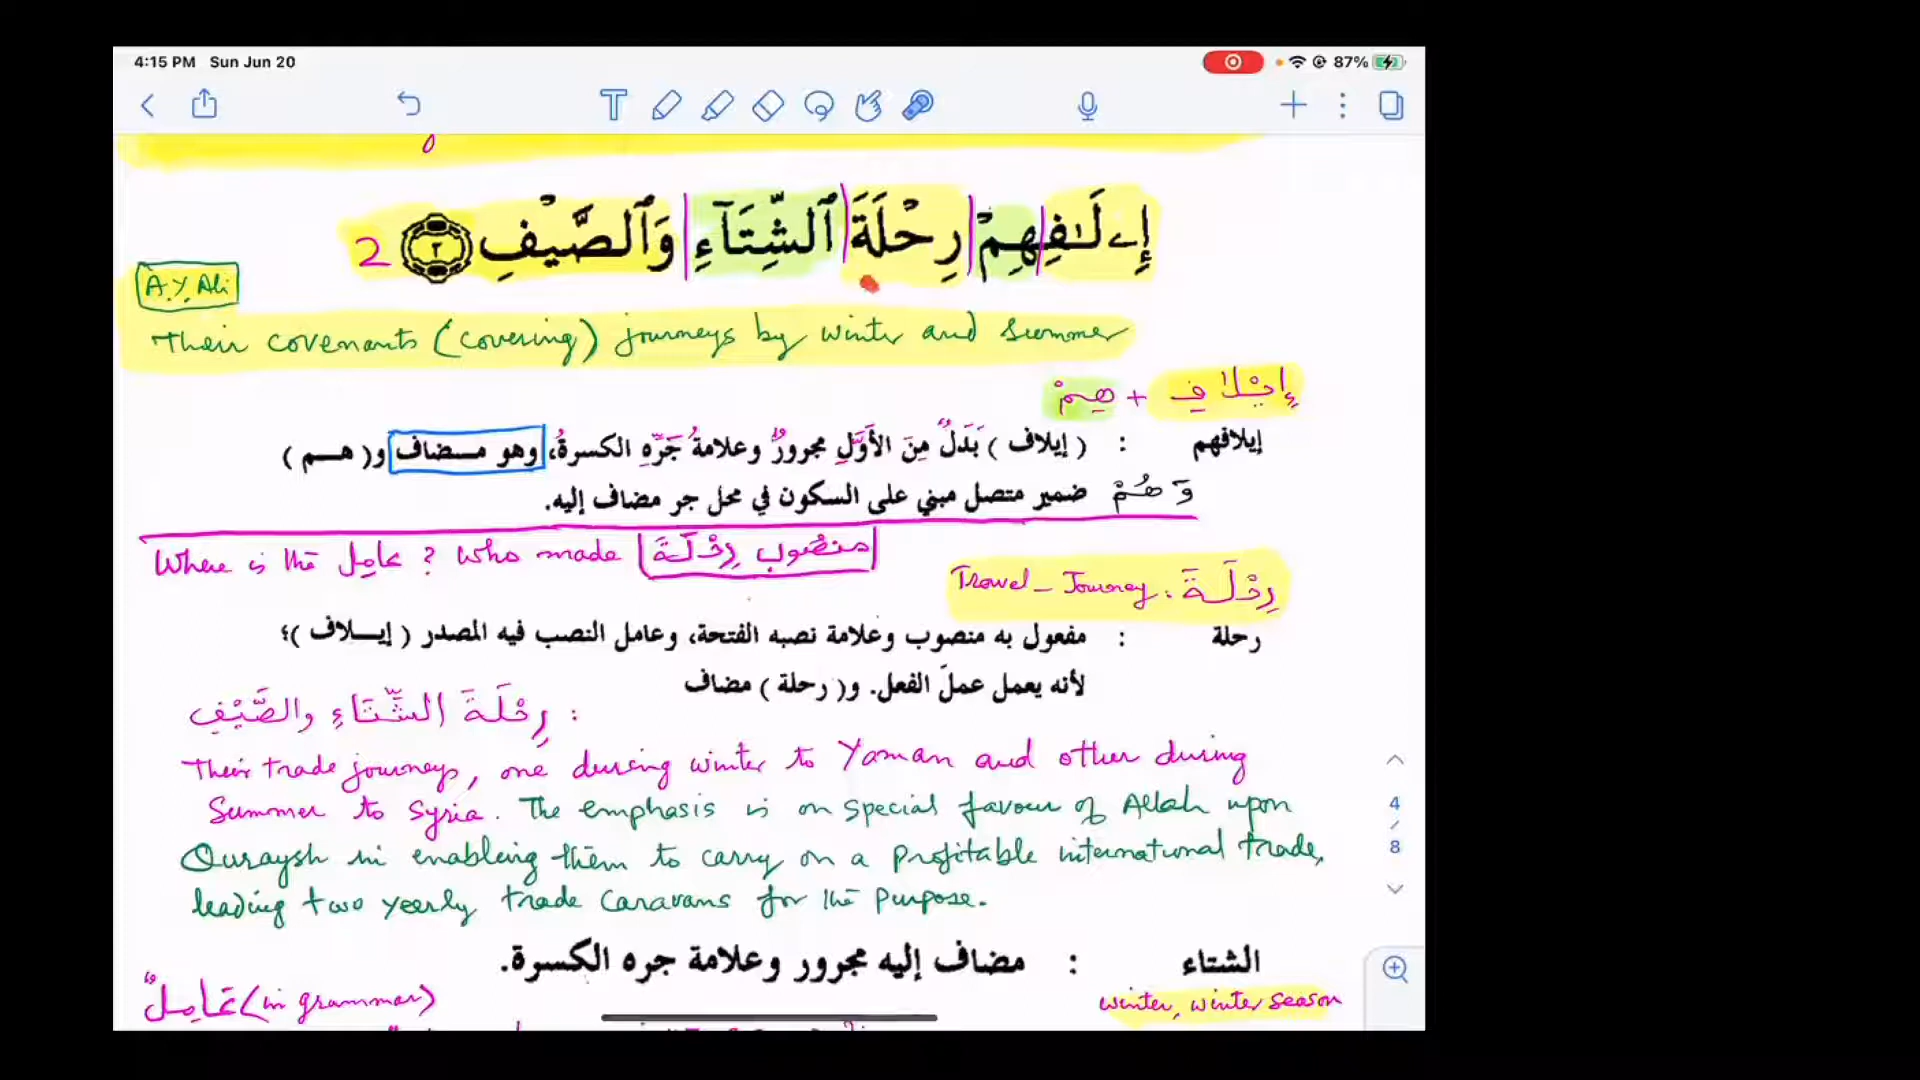 4:15 PM Sun Jun 20
87%
إِۦلَٰفِهِمْ رِحْلَةَ ٱلشِّتَآءِ وَٱلصَّيْفِ ٢ 2
A.Y. Ali
Their covenants (covering) journeys by winter and summer
إِيْلَافِ + هِمْ
إيلافهم : ( إيلاف ) بَدَلٌ مِنَ الأَوَّلِ مجرورٌ وعلامةُ جَرِّهِ الكسرةُ، وهو مضاف و( هم )
وَ هُمْ ضمير متصل مبني على السكون في محل جر مضاف إليه.
Where is the عَامِل ? Who made منصوب رِحْلَةَ
Travel - Journey : رِحْلَةَ
رحلة : مفعول به منصوب وعلامة نصبه الفتحة، وعامل النصب فيه المصدر ( إيلاف )؛
لأنه يعمل عملَ الفعل. و( رحلة ) مضاف
رِحْلَةَ الشِّتَاءِ والصَّيْفِ :
Their trade journeys, one during winter to Yaman and other during
Summer to Syria. The emphasis is on special favour of Allah upon
Quraysh in enabling them to carry on a profitable international trade,
leading two yearly trade caravans for the purpose.
4
/
8
الشتاء : مضاف إليه مجرور وعلامة جره الكسرة.
winter, winter season
عَامِلٌ (in grammar)